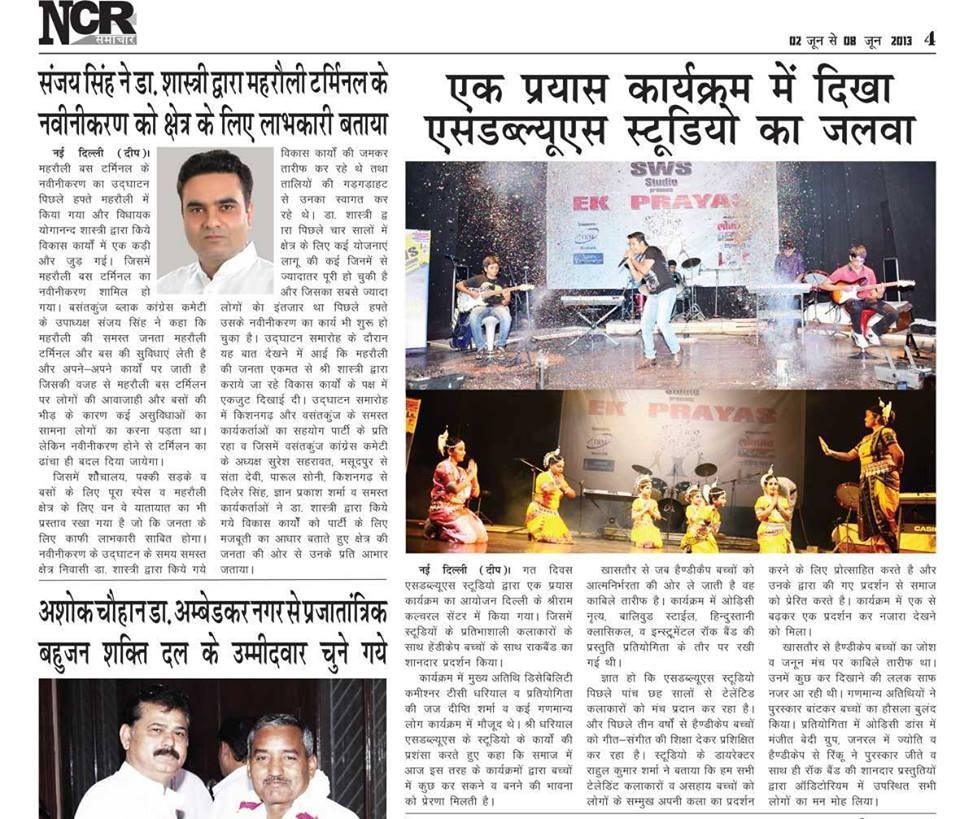 NCR
समाचार
02 जून से 08 जून 2013 4
संजय सिंह ने डा. शास्त्री द्वारा महरौली टर्मिनल के
नवीनीकरण को क्षेत्र के लिए लाभकारी बताया
नई दिल्ली (दीप)।
महरौली बस टर्मिनल के
नवीनीकरण का उद्घाटन
पिछले हफ्ते महरौली में
किया गया और विधायक
योगानन्द शास्त्री द्वारा किये
विकास कार्यों में एक कड़ी
और जुड़ गई। जिसमें
महरौली बस टर्मिनल का
नवीनीकरण शामिल हो
गया। बसंतकुंज ब्लाक कांग्रेस कमेटी
के उपाध्यक्ष संजय सिंह ने कहा कि
महरौली की समस्त जनता महरौली
टर्मिनल और बस की सुविधाएं लेती है
और अपने-अपने कार्यों पर जाती है
जिसकी वजह से महरौली बस टर्मिलन
पर लोगों की आवाजाही और बसों की
भीड़ के कारण कई असुविधाओं का
सामना लोगों का करना पड़ता था।
लेकिन नवीनीकरण होने से टर्मिलन का
ढांचा ही बदल दिया जायेगा।
जिसमें शौचालय, पक्की सड़के व
बसों के लिए पूरा स्पेस व महरौली
क्षेत्र के लिए वन वे यातायात का भी
प्रस्ताव रखा गया है जो कि जनता के
लिए काफी लाभकारी साबित होगा।
नवीनीकरण के उद्घाटन के समय समस्त
क्षेत्र निवासी डा. शास्त्री द्वारा किये गये
विकास कार्यों की जमकर
तारीफ कर रहे थे तथा
तालियों की गडगडाहट
से उनका स्वागत कर
रहे थे। डा. शास्त्री द्व
ारा पिछले चार सालों में
क्षेत्र के लिए कई योजनाएं
लागू की कई जिनमें से
ज्यादातर पूरी हो चुकी है
और जिसका सबसे ज्यादा
लोगों केा इंतजार था पिछले हफ्ते
उसके नवीनीकरण का कार्य भी शुरू हो
चुका है। उद्घाटन समारोह के दौरान
यह बात देखने में आई कि महरौली
की जनता एकमत से श्री शास्त्री द्वारा
कराये जा रहे विकास कार्यों के पक्ष में
एकजुट दिखाई दी। उद्घाटन समारोह
में किशनगढ और वसंतकुंज के समस्त
कार्यकर्ताओं का सहयोग पार्टी के प्रति
रहा व जिसमें वसंतकुंज कांग्रेस कमेटी
के अध्यक्ष सुरेश सहरावत, मसूदपुर से
संता देवी, पारूल सोनी, किशनगढ से
दिलेर सिंह, ज्ञान प्रकाश शर्मा व समस्त
कार्यकर्ताओं ने डा. शास्त्री द्वारा किये
गये विकास कार्यों को पार्टी के लिए
मजबूती का आधार बताते हुए क्षेत्र की
जनता की ओर से उनके प्रति आभार
जताया।
अशोक चौहान डा. अम्बेडकर नगर से प्रजातांत्रिक
बहुजन शक्ति दल के उम्मीदवार चुने गये
एक प्रयास कार्यक्रम में दिखा
एसडब्ल्यूएस स्टूडियो का जलवा
SWS
Studio
presents
EK PRAYAS
Studio
EK PRAYAS
CASIO
नई दिल्ली (दीप)। गत दिवस
एसडब्ल्यूएस स्टूडियो द्वारा एक प्रयास
कार्यक्रम का आयोजन दिल्ली के श्रीराम
कल्चरल सेंटर में किया गया। जिसमें
स्टूडियों के प्रतिभाशाली कलाकारों के
साथ हेंडीकेप बच्चों के साथ राकबैंड का
शानदार प्रदर्शन किया।
कार्यक्रम में मुख्य अतिथि डिसेबिलिटी
कमीश्नर टीसी धरियाल व प्रतियोगिता
की जज दीप्ति शर्मा व कई गणमान्य
लोग कार्यक्रम में मौजूद थे। श्री धरियाल
एसडब्ल्यूएस के स्टूडियो के कार्यो की
प्रशंसा करते हुए कहा कि समाज में
आज इस तरह के कार्यक्रमों द्वारा बच्चों
में कुछ कर सकने व बनने की भावना
को प्रेरणा मिलती है।
खासतौर से जब हैण्डीकैप बच्चों को
आत्मनिर्भरता की ओर ले जाती है वह
काबिले तारीफ है। कार्यक्रम में ओड़िसी
नृत्य, बालिवुड स्टाईल, हिन्दुस्तानी
क्लासिकल, व इन्स्ट्रूमेंटल रॉक बैंड की
प्रस्तुति प्रतियोगिता के तौर पर रखी
गई थी।
ज्ञात हो कि एसडब्ल्यूएस स्टूडियो
पिछले पांच छह सालों से टेलेंटिड
कलाकारों को मंच प्रदान कर रहा है।
और पिछले तीन वर्षों से हैण्डीकेप बच्चों
को गीत-संगीत की शिक्षा देकर प्रशिक्षित
कर रहा है। स्टूडियो के डायरेक्टर
राहुल कुमार शर्मा ने बताया कि हम सभी
टेलेडिंट कलाकारों व असहाय बच्चों को
लोगों के सम्मुख अपनी कला का प्रदर्शन
करने के लिए प्रोत्साहित करते है और
उनके द्वारा की गए प्रदर्शन से समाज
को प्रेरित करते है। कार्यक्रम में एक से
बढ़कर एक प्रदर्शन कर नजारा देखने
को मिला।
खासतौर से हैण्डीकेप बच्चों का जोश
व जनून मंच पर काबिले तारीफ था।
उनमें कुछ कर दिखाने की ललक साफ
नजर आ रही थी। गणमान्य अतिथियों ने
पुरस्कार बांटकर बच्चों का हौसला बुलंद
किया। प्रतियोगिता में ओडिसी डांस में
मंजीत बेदी ग्रुप, जनरल में ज्योति व
हैण्डीकेप से रिंकू ने पुरस्कार जीते व
साथ ही रॉक बैंड की शानदार प्रस्तुतियों
द्वारा ऑडिटोरियम में उपस्थित सभी
लोगों का मन मोह लिया।